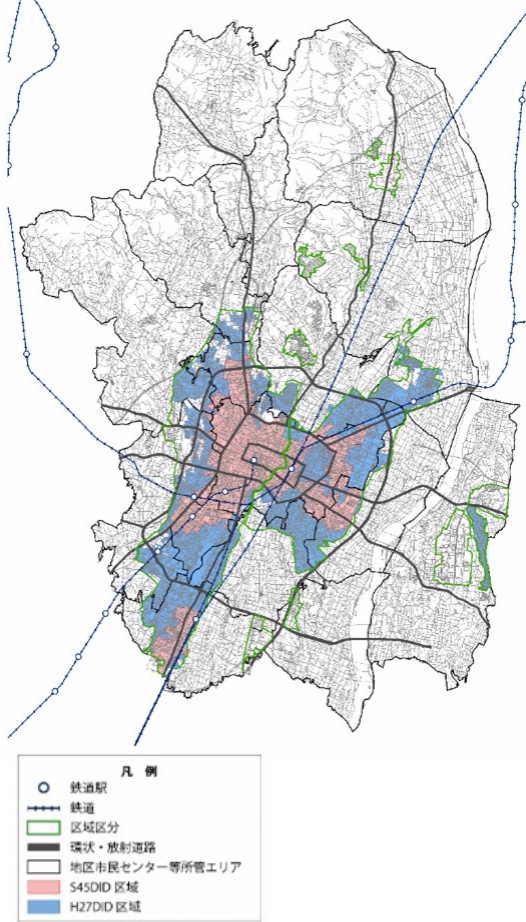 凡 例
鉄道駅
鉄道
区域区分
環状・放射道路
地区市民センター等所管エリア
S45DID 区域
H27DID 区域